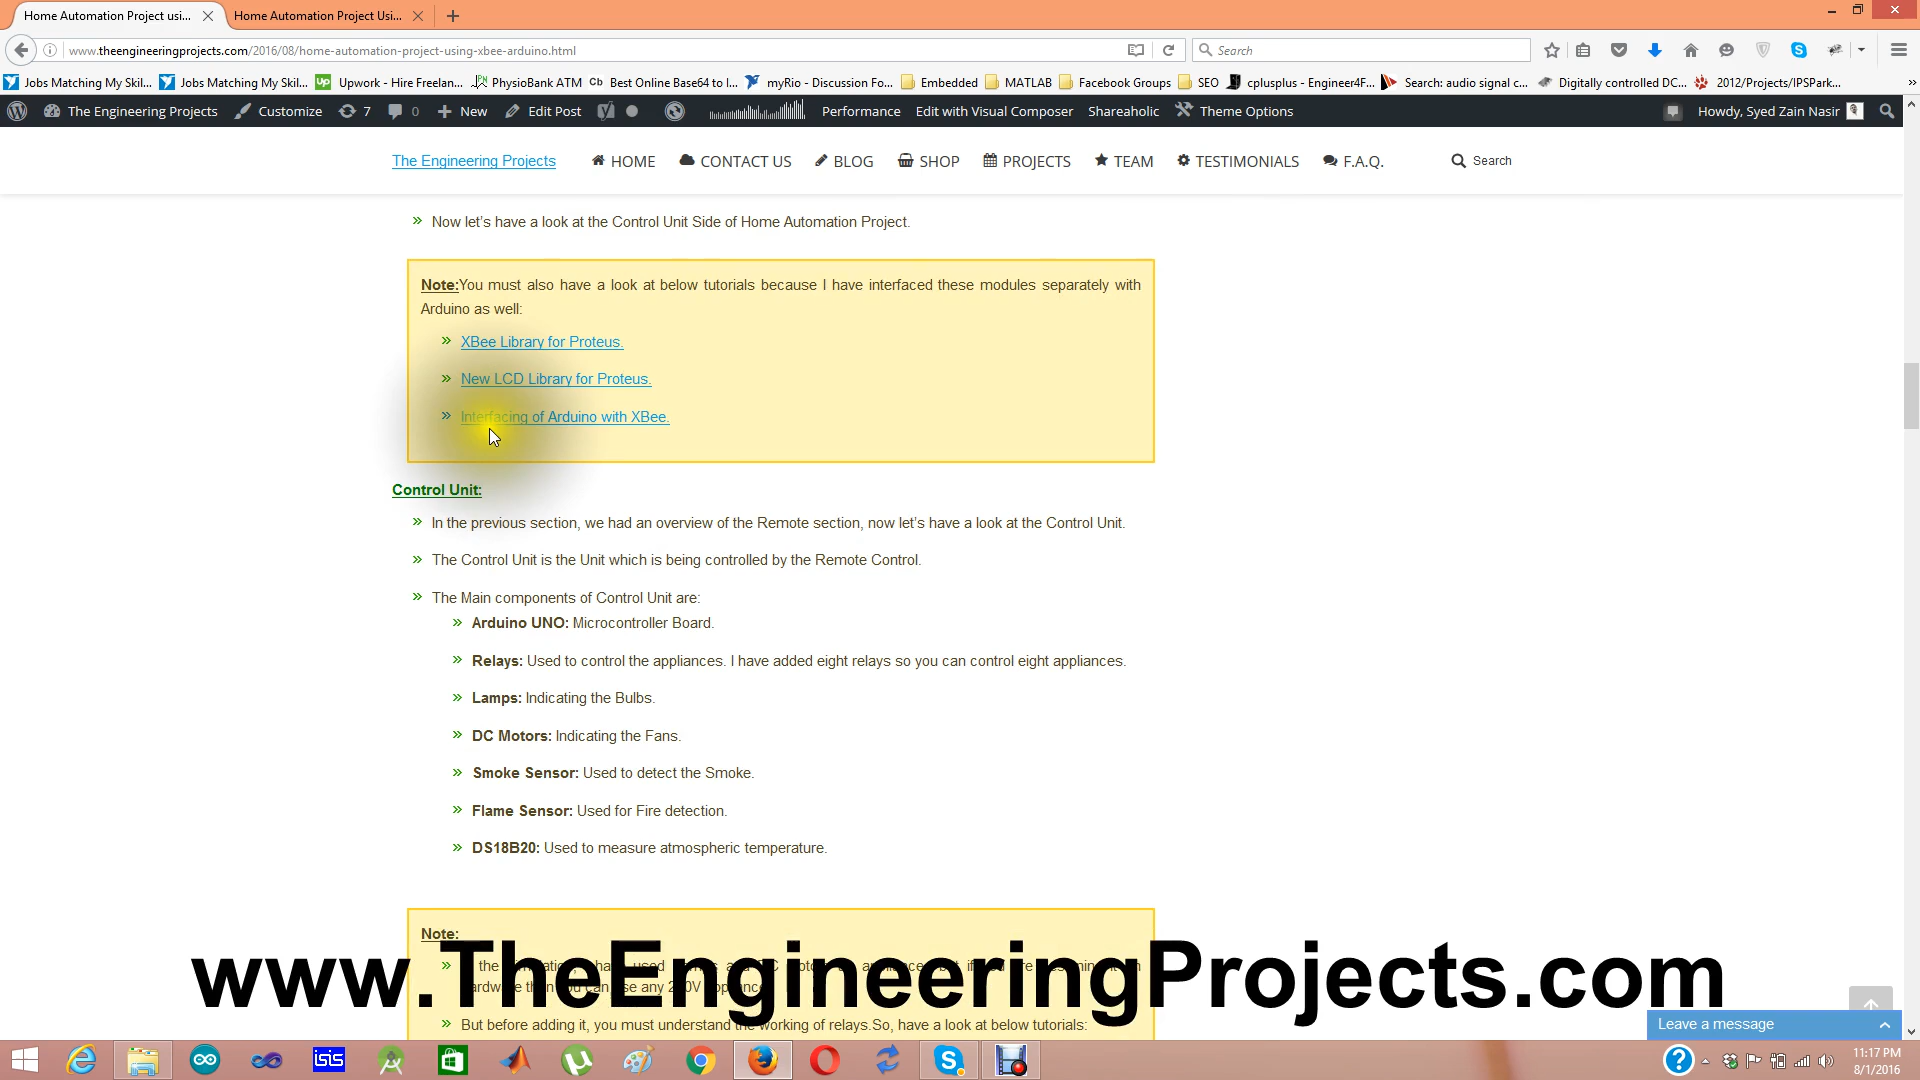 Home Automation Project usi...
Home Automation Project Usi...
www.theengineeringprojects.com/2016/08/home-automation-project-using-xbee-arduino.html
Search
Jobs Matching My Skil...
Jobs Matching My Skil...
Up
Upwork - Hire Freelan...
PhysioBank ATM
Cb
Best Online Base64 to I...
myRio - Discussion Fo...
Embedded
MATLAB
Facebook Groups
SEO
cplusplus - Engineer4F...
Search: audio signal c...
Digitally controlled DC...
2012/Projects/IPSPark...
The Engineering Projects
Customize
7
0
New
Edit Post
Performance
Edit with Visual Composer
Shareaholic
Theme Options
Howdy, Syed Zain Nasir
The Engineering Projects
HOME
CONTACT US
BLOG
SHOP
PROJECTS
TEAM
TESTIMONIALS
F.A.Q.
Search
Now let's have a look at the Control Unit Side of Home Automation Project.
Note:You must also have a look at below tutorials because I have interfaced these modules separately with
Arduino as well:
XBee Library for Proteus.
New LCD Library for Proteus.
Interfacing of Arduino with XBee.
Control Unit:
In the previous section, we had an overview of the Remote section, now let's have a look at the Control Unit.
The Control Unit is the Unit which is being controlled by the Remote Control.
The Main components of Control Unit are:
Arduino UNO: Microcontroller Board.
Relays: Used to control the appliances. I have added eight relays so you can control eight appliances.
Lamps: Indicating the Bulbs.
DC Motors: Indicating the Fans.
Smoke Sensor: Used to detect the Smoke.
Flame Sensor: Used for Fire detection.
DS18B20: Used to measure atmospheric temperature.
Note:
www.TheEngineeringProjects.com
But before adding it, you must understand the working of relays.So, have a look at below tutorials:
Leave a message
isis
11:17 PM
8/1/2016